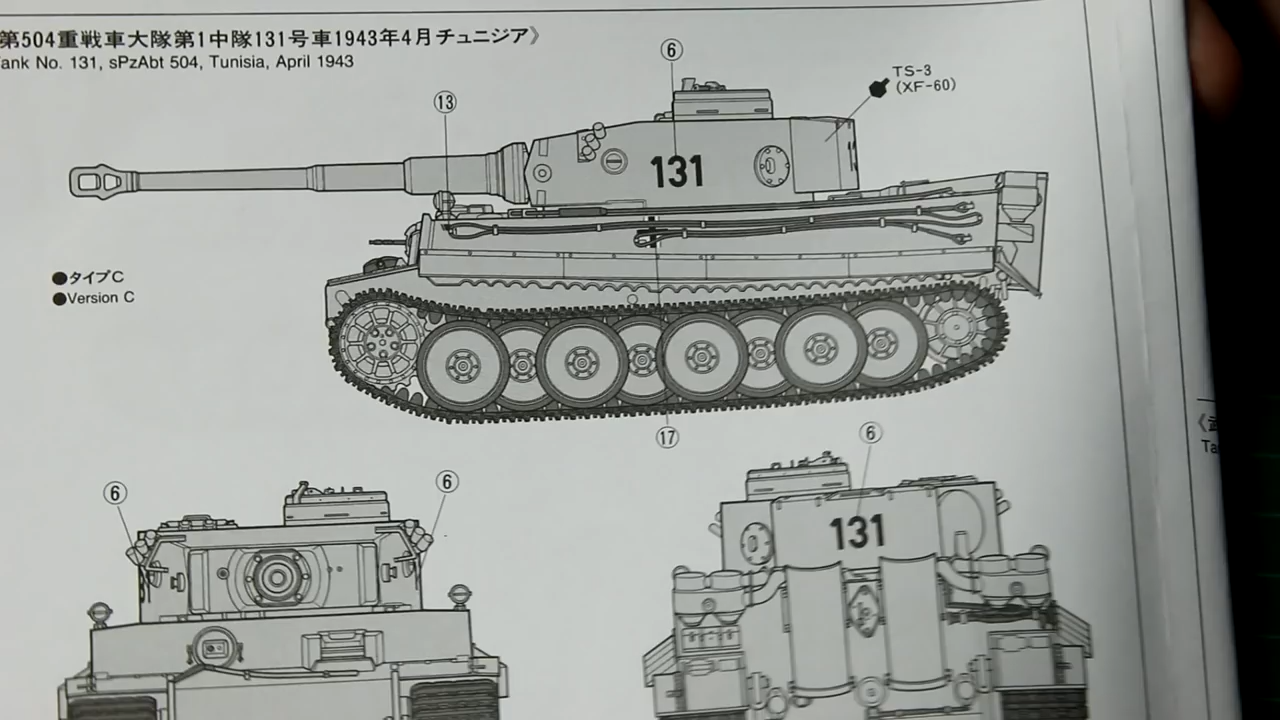 第504重戦車大隊第1中隊131号車1943年4月チュニジア》
ank No. 131, sPzAbt 504, Tunisia, April 1943
⑥
TS-3
(XF-60)
⑬
131
●タイプC
●Version C
⑰
⑥
⑥
⑥
131
《
Ta